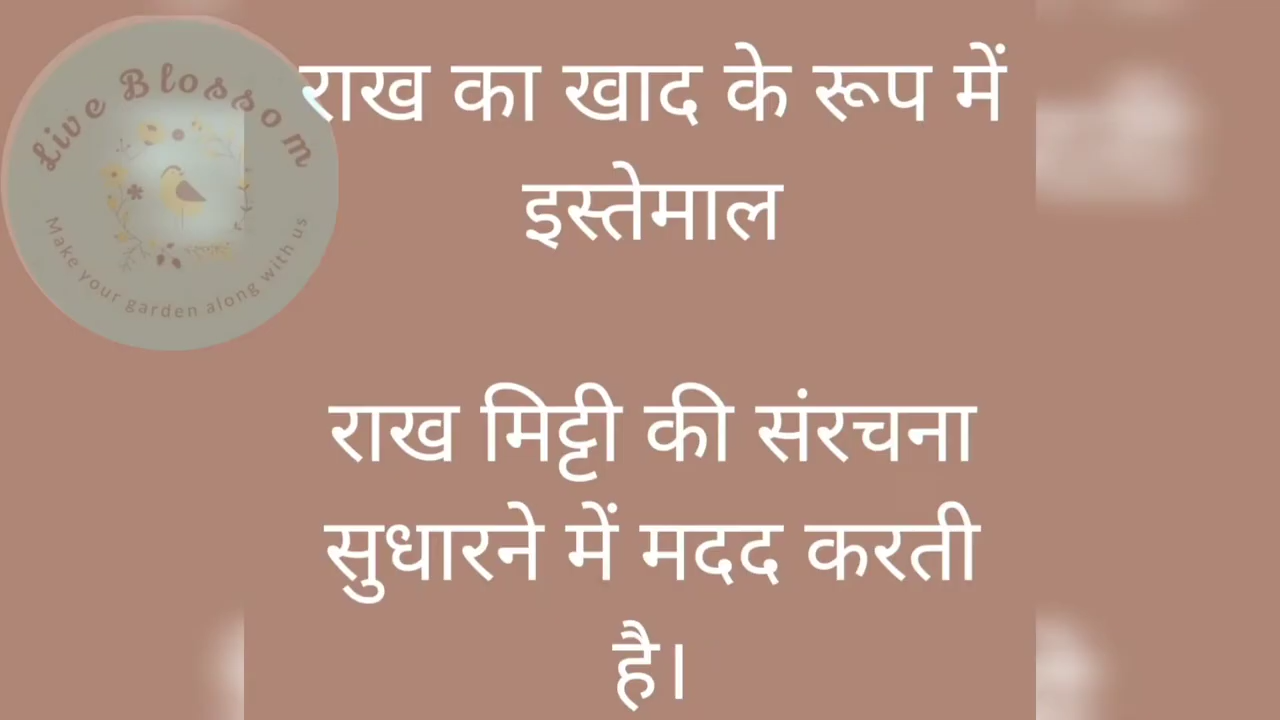 Live Blossom
Make your garden along with us
राख का खाद के रूप में
इस्तेमाल
राख मिट्टी की संरचना
सुधारने में मदद करती
है।